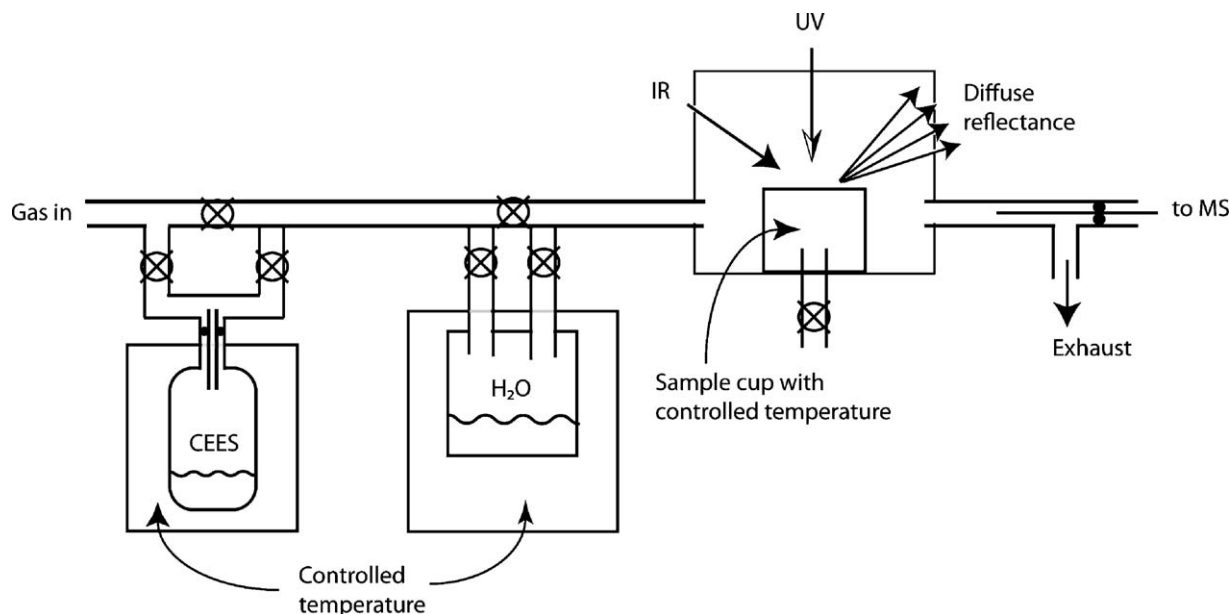 UV
IR
Diffuse
reflectance
Gas in
to MS
H₂O
CEES
Sample cup with
controlled temperature
Exhaust
Controlled
temperature